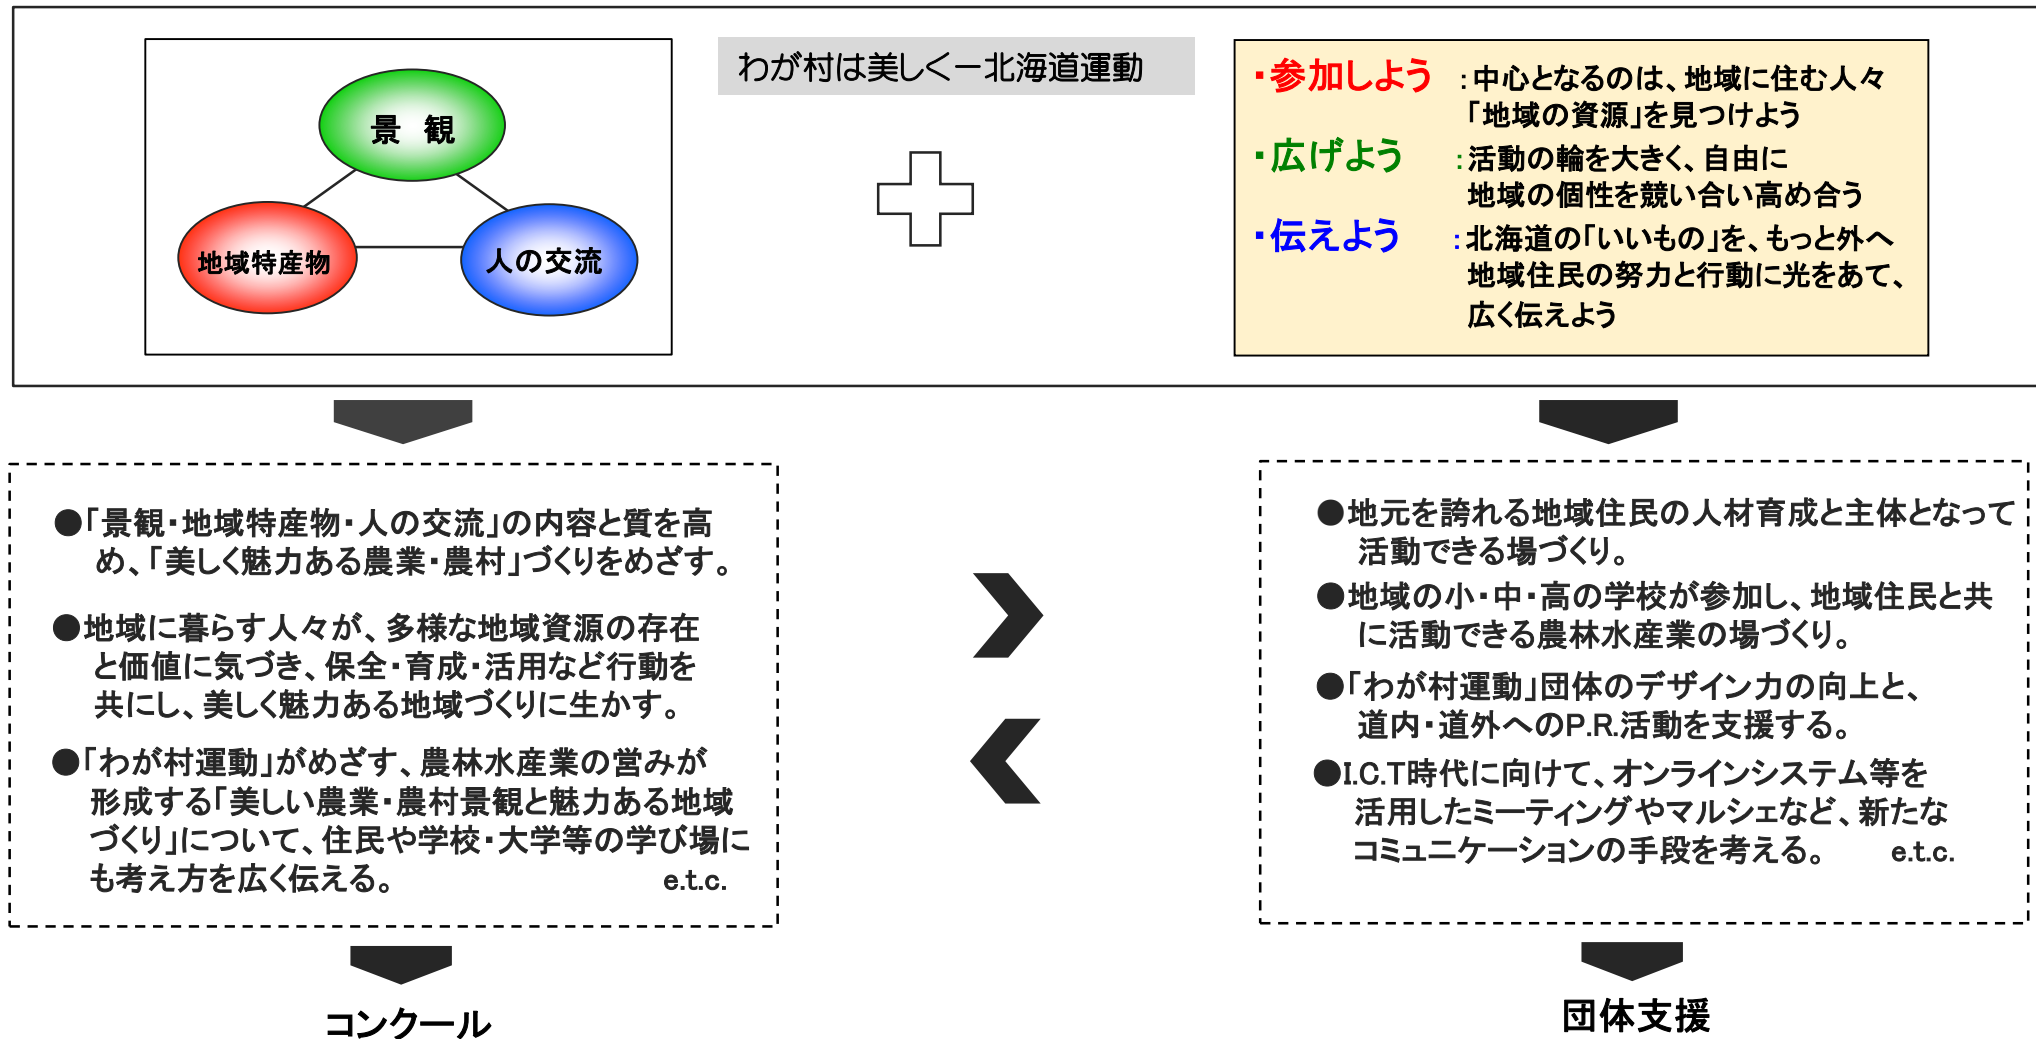 わが村は美しくー北海道運動
景　観
地域特産物
人の交流
・参加しよう　：中心となるのは、地域に住む人々
「地域の資源」を見つけよう
・広げよう　：活動の輪を大きく、自由に
地域の個性を競い合い高め合う
・伝えよう　：北海道の「いいもの」を、もっと外へ
地域住民の努力と行動に光をあて、
広く伝えよう
●「景観・地域特産物・人の交流」の内容と質を高
め、「美しく魅力ある農業・農村」づくりをめざす。
●地域に暮らす人々が、多様な地域資源の存在
と価値に気づき、保全・育成・活用など行動を
共にし、美しく魅力ある地域づくりに生かす。
●「わが村運動」がめざす、農林水産業の営みが
形成する「美しい農業・農村景観と魅力ある地域
づくり」について、住民や学校・大学等の学び場に
も考え方を広く伝える。　e.t.c.
コンクール
●地元を誇れる地域住民の人材育成と主体となって
活動できる場づくり。
●地域の小・中・高の学校が参加し、地域住民と共
に活動できる農林水産業の場づくり。
●「わが村運動」団体のデザイン力の向上と、
道内・道外へのP.R.活動を支援する。
●I.C.T時代に向けて、オンラインシステム等を
活用したミーティングやマルシェなど、新たな
コミュニケーションの手段を考える。　e.t.c.
団体支援